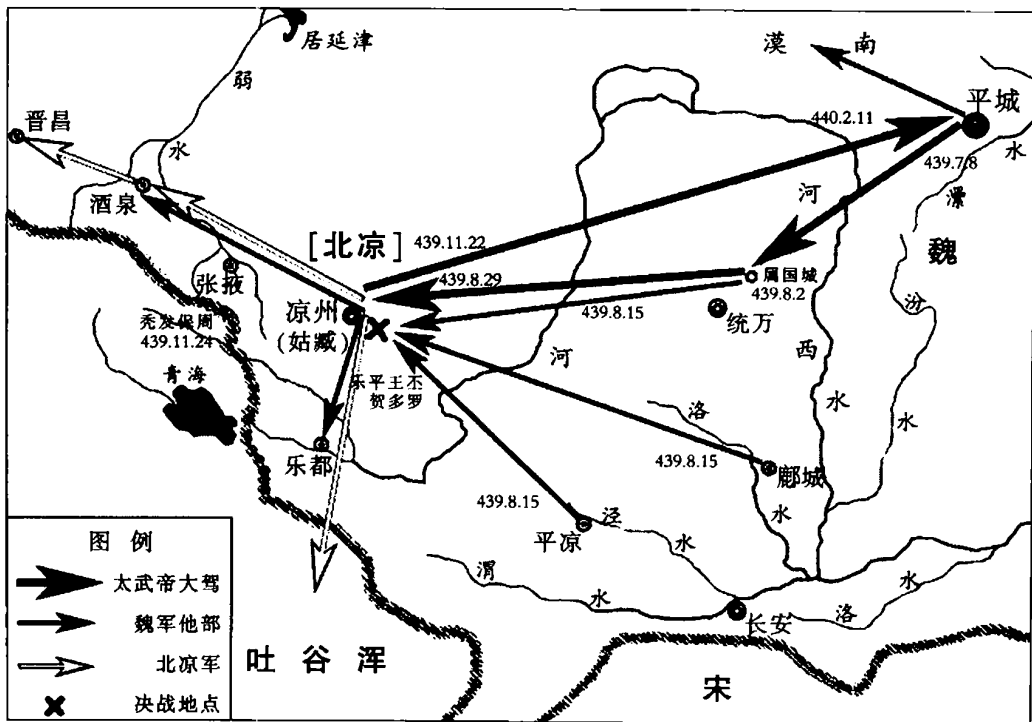 居延津
弱
水
漠 南
平城
440.2.11
439.7.8
水
㶟
晋昌
酒泉
河
魏
[北凉]
439.11.22
439.8.29
属国城
439.8.2
张掖
凉州
(姑臧)
439.8.15
统万
汾
秃发保周
439.11.24
河
西
青海
乐平王丕
贺多罗
洛
水
水
乐都
439.8.15
鄜城
439.8.15
水
平凉
泾
水
渭
水
水
长安
洛
吐谷浑
宋
图例
太武帝大驾
魏军他部
北凉军
决战地点